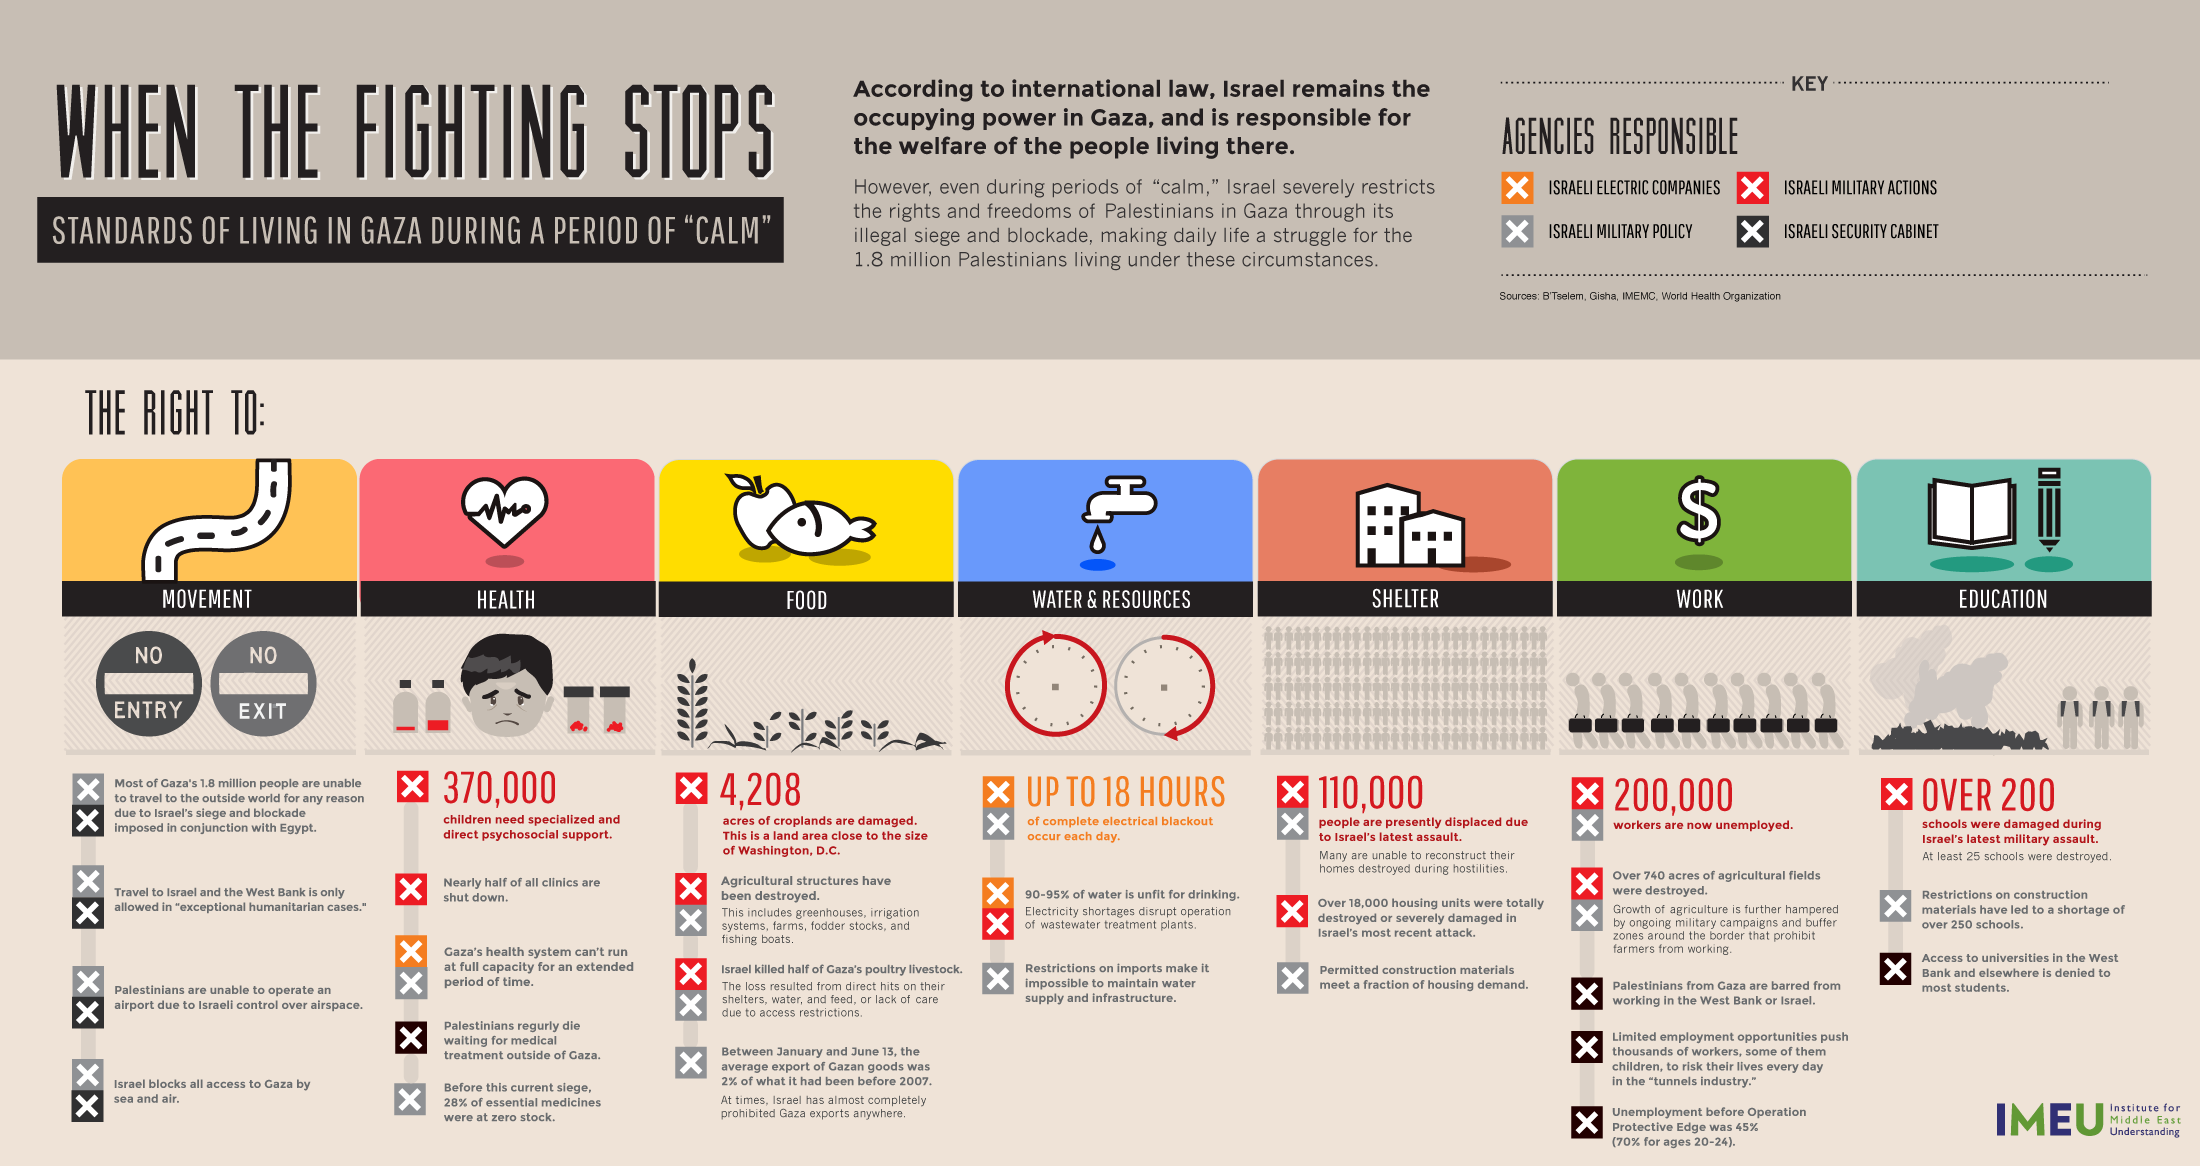 WHEN THE FIGHTING STOPS
STANDARDS OF LIVING IN GAZA DURING A PERIOD OF “CALM”
According to international law, Israel remains the
occupying power in Gaza, and is responsible for
the welfare of the people living there.
However, even during periods of “calm,” Israel severely restricts
the rights and freedoms of Palestinians in Gaza through its
illegal siege and blockade, making daily life a struggle for the
1.8 million Palestinians living under these circumstances.
KEY
AGENCIES RESPONSIBLE
ISRAELI ELECTRIC COMPANIES
ISRAELI MILITARY ACTIONS
ISRAELI MILITARY POLICY
ISRAELI SECURITY CABINET
Sources: B'Tselem, Gisha, IMEMC, World Health Organization
THE RIGHT TO:
MOVEMENT
NO
ENTRY
NO
EXIT
Most of Gaza's 1.8 million people are unable
to travel to the outside world for any reason
due to Israel's siege and blockade
imposed in conjunction with Egypt.
Travel to Israel and the West Bank is only
allowed in “exceptional humanitarian cases."
Palestinians are unable to operate an
airport due to Israeli control over airspace.
Israel blocks all access to Gaza by
sea and air.
HEALTH
370,000
children need specialized and
direct psychosocial support.
Nearly half of all clinics are
shut down.
Gaza's health system can't run
at full capacity for an extended
period of time.
Palestinians regurly die
waiting for medical
treatment outside of Gaza.
Before this current siege,
28% of essential medicines
were at zero stock.
FOOD
4,208
acres of croplands are damaged.
This is a land area close to the size
of Washington, D.C.
Agricultural structures have
been destroyed.
This includes greenhouses, irrigation
systems, farms, fodder stocks, and
fishing boats.
Israel killed half of Gaza's poultry livestock.
The loss resulted from direct hits on their
shelters, water, and feed, or lack of care
due to access restrictions.
Between January and June 13, the
average export of Gazan goods was
2% of what it had been before 2007.
At times, Israel has almost completely
prohibited Gaza exports anywhere.
WATER & RESOURCES
UP TO 18 HOURS
of complete electrical blackout
occur each day.
90-95% of water is unfit for drinking.
Electricity shortages disrupt operation
of wastewater treatment plants.
Restrictions on imports make it
impossible to maintain water
supply and infrastructure.
SHELTER
110,000
people are presently displaced due
to Israel's latest assault.
Many are unable to reconstruct their
homes destroyed during hostilities.
Over 18,000 housing units were totally
destroyed or severely damaged in
Israel's most recent attack.
Permitted construction materials
meet a fraction of housing demand.
WORK
$
200,000
workers are now unemployed.
Over 740 acres of agricultural fields
were destroyed.
Growth of agriculture is further hampered
by ongoing military campaigns and buffer
zones around the border that prohibit
farmers from working.
Palestinians from Gaza are barred from
working in the West Bank or Israel.
Limited employment opportunities push
thousands of workers, some of them
children, to risk their lives every day
in the “tunnels industry.”
Unemployment before Operation
Protective Edge was 45%
(70% for ages 20-24).
EDUCATION
OVER 200
schools were damaged during
Israel's latest military assault.
At least 25 schools were destroyed.
Restrictions on construction
materials have led to a shortage of
over 250 schools.
Access to universities in the West
Bank and elsewhere is denied to
most students.
IMEU
Institute for
Middle East
Understanding